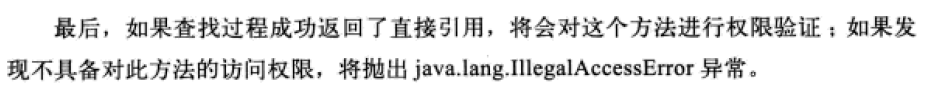 最后，如果查找过程成功返回了直接引用，将会对这个方法进行权限验证；如果发
现不具备对此方法的访问权限，将抛出 java.lang.IllegalAccessError 异常。